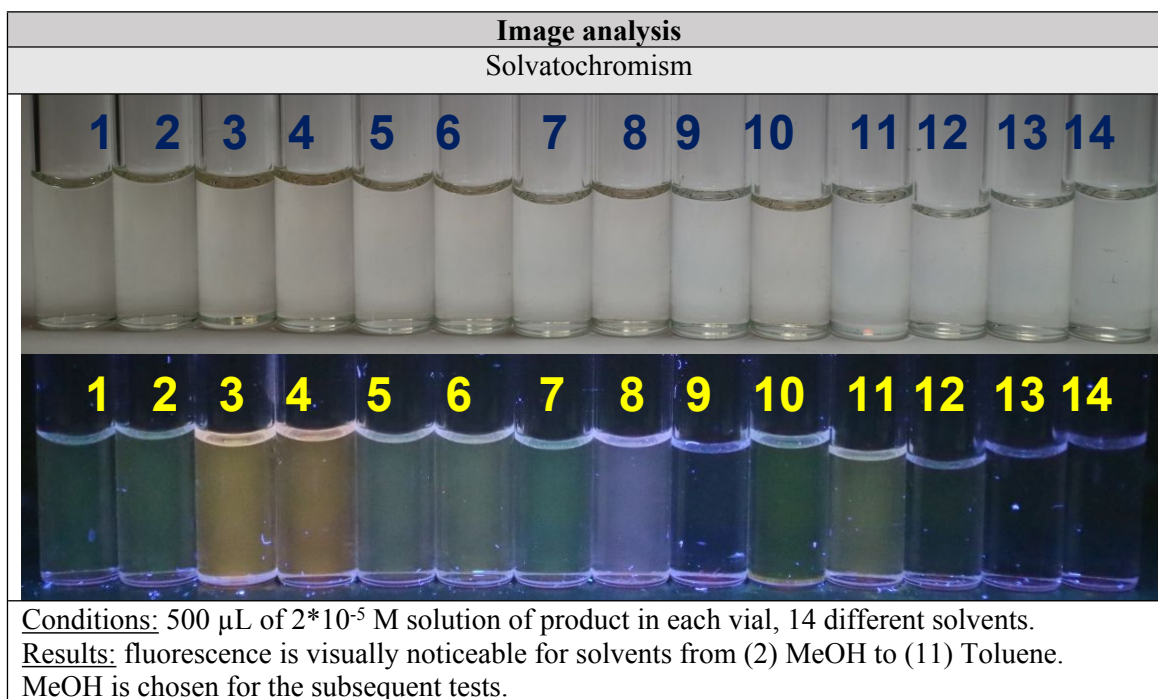 Image analysis
Solvatochromism
1 2 3 4 5 6 7 8 9 10 11 12 13 14
1 2 3 4 5 6 7 8 9 10 11 12 13 14
Conditions: 500 µL of 2*10⁻⁵ M solution of product in each vial, 14 different solvents.
Results: fluorescence is visually noticeable for solvents from (2) MeOH to (11) Toluene.
MeOH is chosen for the subsequent tests.